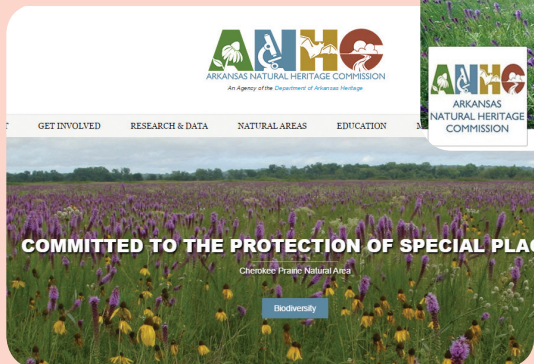 ANHC
ARKANSAS NATURAL HERITAGE COMMISSION
An Agency of the Department of Arkansas Heritage
ANHC
ARKANSAS
NATURAL HERITAGE
COMMISSION
GET INVOLVED RESEARCH & DATA NATURAL AREAS EDUCATION
COMMITTED TO THE PROTECTION OF SPECIAL PLAC
Cherokee Prairie Natural Area
Biodiversity